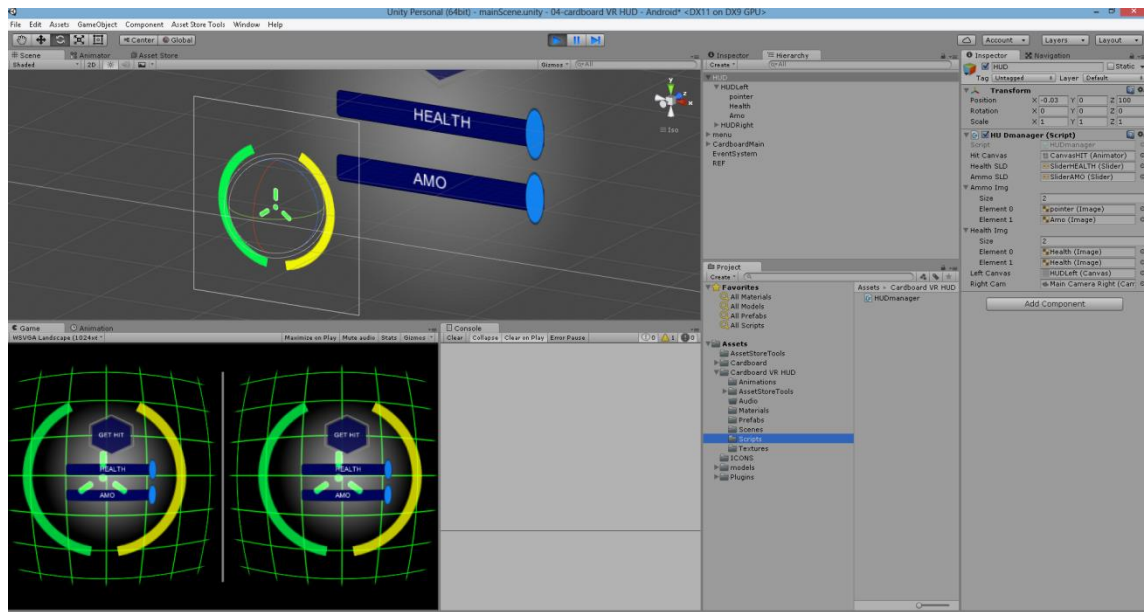 Unity Personal (64bit) - mainScene.unity - 04-cardboard VR HUD - Android* <DX11 on DX9 GPU>
File Edit Assets GameObject Component Asset Store Tools Window Help
Center Global
Account Layers Layout
Scene Animator Asset Store
Shaded 2D Gizmos All
y x
Iso
HEALTH
AMO
Game Animation
WSVGA Landscape (1024x Maximize on Play Mute audio Stats Gizmos
GET HIT
HEALTH
AMO
GET HIT
HEALTH
AMO
Console
Clear Collapse Clear on Play Error Pause 0 1 0
Inspector Hierarchy
Create All
HUD
HUDLeft
pointer
Health
Amo
HUDRight
menu
CardboardMain
EventSystem
REF
Project
Create
Favorites
All Materials
All Models
All Prefabs
All Scripts
Assets
AssetStoreTools
Cardboard
Cardboard VR HUD
Animations
AssetStoreTools
Audio
Materials
Prefabs
Scenes
Scripts
Textures
ICONS
models
Plugins
Assets Cardboard VR HUD
HUDmanager
Inspector Navigation
HUD Static
Tag Untagged Layer Default
Transform
Position X -0.03 Y 0 Z 100
Rotation X 0 Y 0 Z 0
Scale X 1 Y 1 Z 1
HU Dmanager (Script)
Script HUDmanager
Hit Canvas CanvasHIT (Animator)
Health SLD SliderHEALTH (Slider)
Ammo SLD SliderAMO (Slider)
Ammo Img
Size 2
Element 0 pointer (Image)
Element 1 Amo (Image)
Health Img
Size 2
Element 0 Health (Image)
Element 1 Health (Image)
Left Canvas HUDLeft (Canvas)
Right Cam Main Camera Right (Cam
Add Component